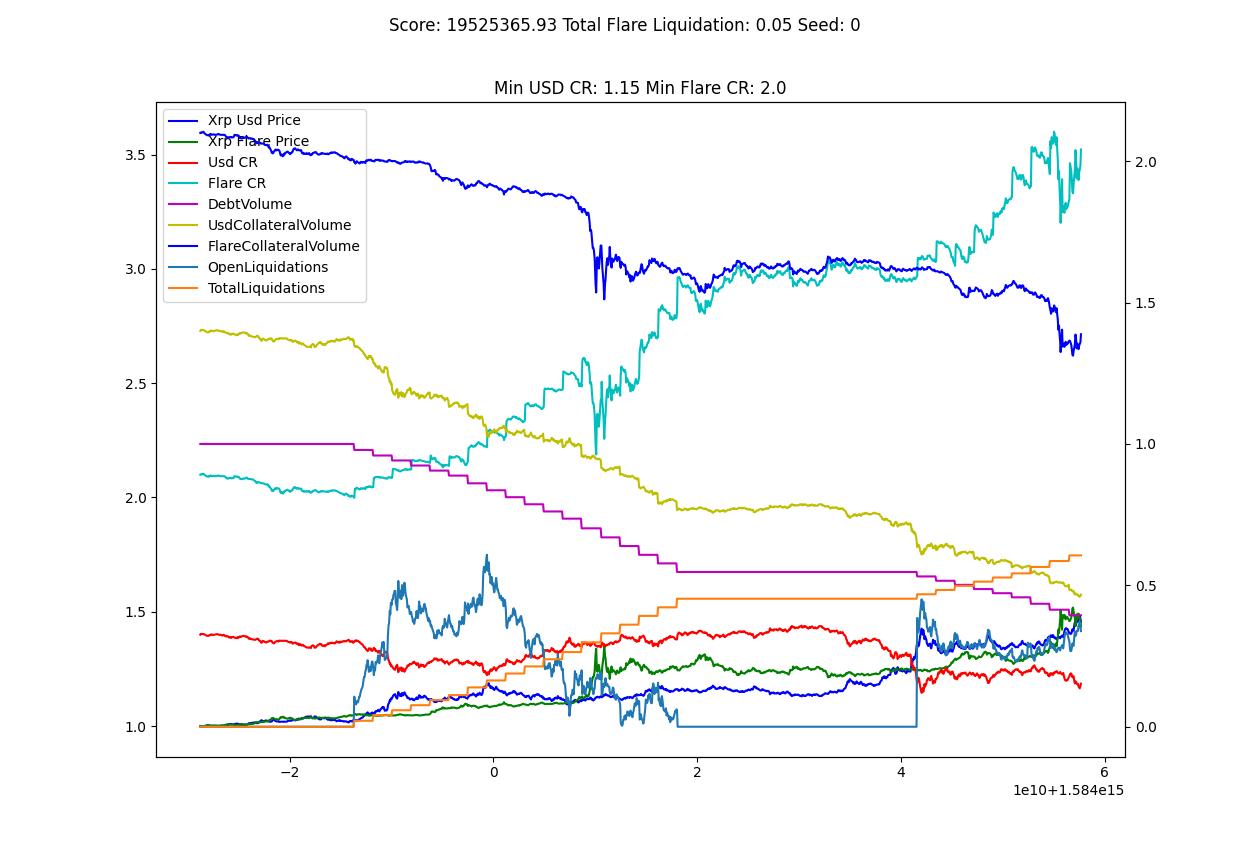 Score: 19525365.93 Total Flare Liquidation: 0.05 Seed: 0
Min USD CR: 1.15 Min Flare CR: 2.0
Xrp Usd Price
Xrp Flare Price
Usd CR
Flare CR
DebtVolume
UsdCollateralVolume
FlareCollateralVolume
OpenLiquidations
TotalLiquidations
3.5
3.0
2.5
2.0
1.5
1.0
2.0
1.5
1.0
0.5
0.0
−2
0
2
4
6
1e10+1.584e15